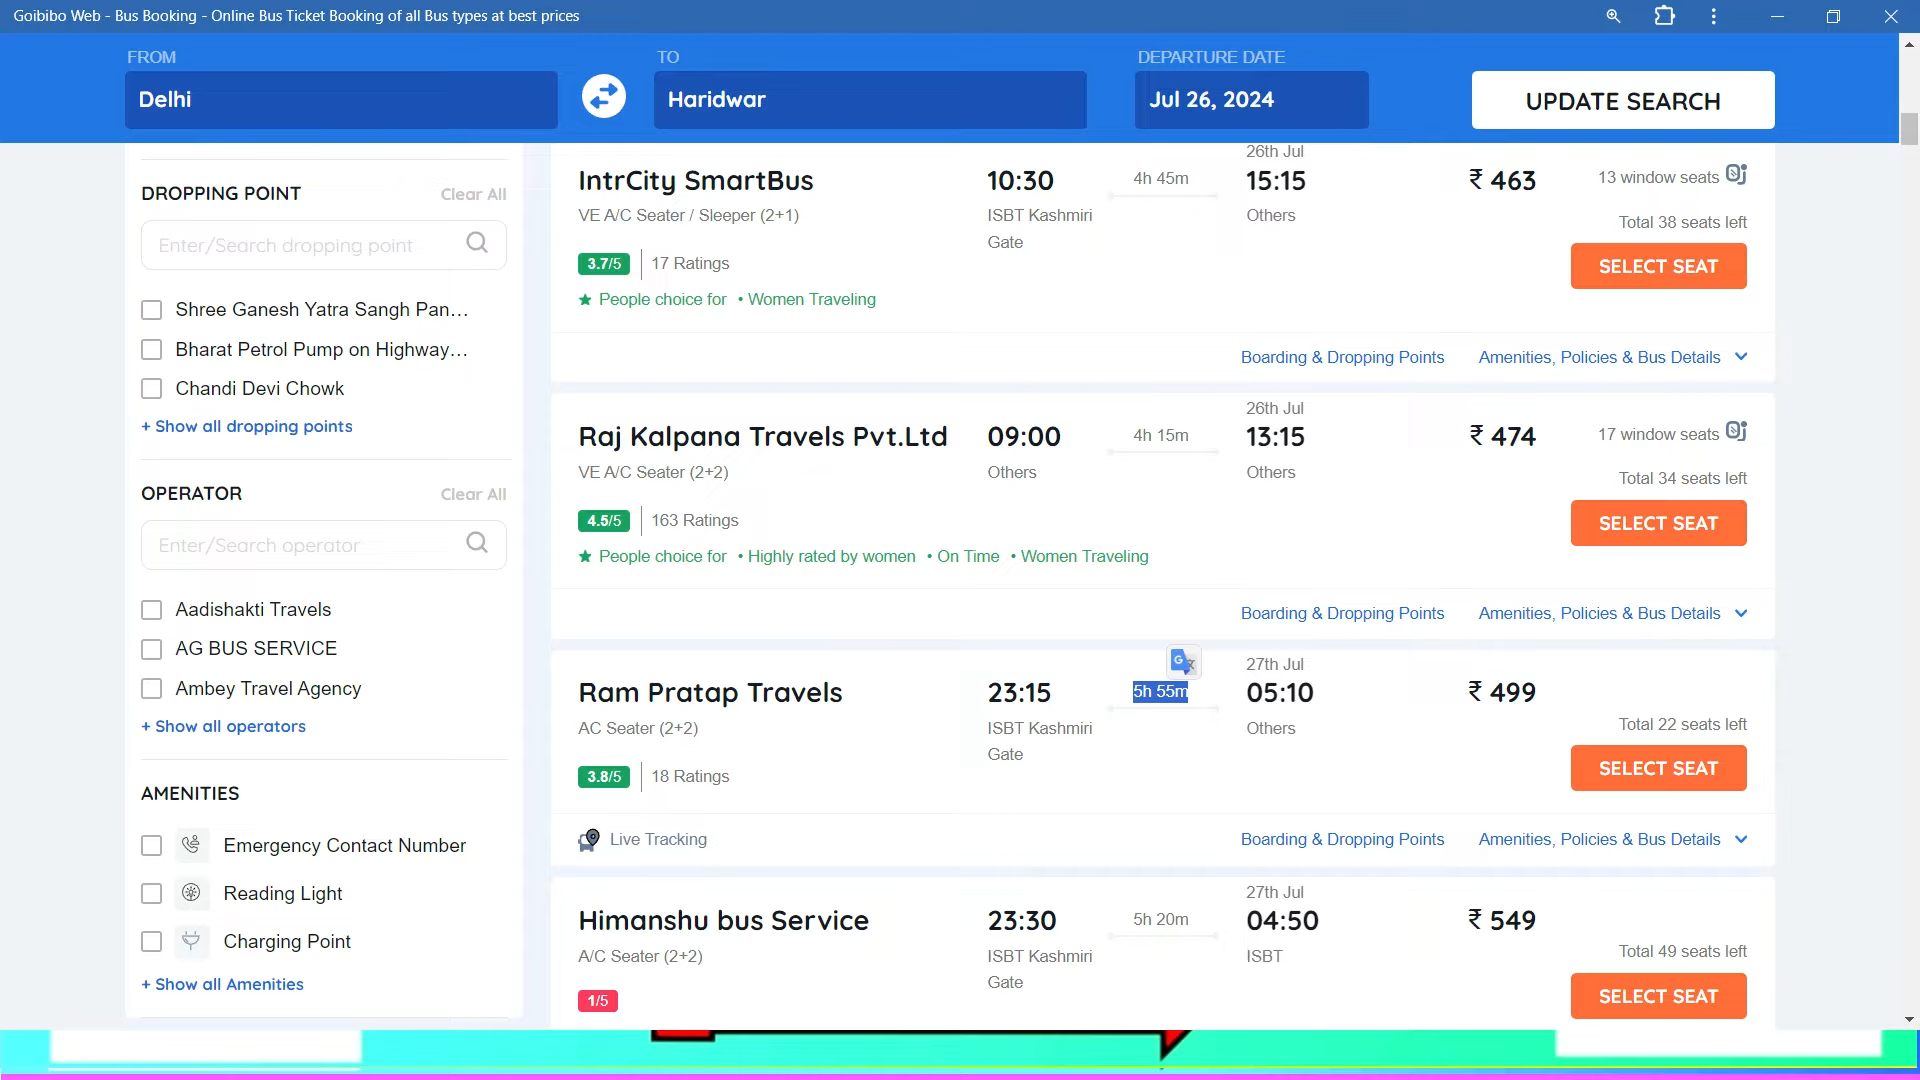 Goibibo Web - Bus Booking - Online Bus Ticket Booking of all Bus types at best prices
FROM
Delhi
TO
Haridwar
DEPARTURE DATE
Jul 26, 2024
UPDATE SEARCH
DROPPING POINT
Clear All
Enter/Search dropping point
Shree Ganesh Yatra Sangh Pan...
Bharat Petrol Pump on Highway...
Chandi Devi Chowk
+ Show all dropping points
OPERATOR
Clear All
Enter/Search operator
Aadishakti Travels
AG BUS SERVICE
Ambey Travel Agency
+ Show all operators
AMENITIES
Emergency Contact Number
Reading Light
Charging Point
+ Show all Amenities
26th Jul
IntrCity SmartBus
10:30
4h 45m
15:15
₹ 463
13 window seats
VE A/C Seater / Sleeper (2+1)
ISBT Kashmiri
Gate
Others
Total 38 seats left
3.7/5
17 Ratings
SELECT SEAT
People choice for • Women Traveling
Boarding & Dropping Points
Amenities, Policies & Bus Details
26th Jul
Raj Kalpana Travels Pvt.Ltd
09:00
4h 15m
13:15
₹ 474
17 window seats
VE A/C Seater (2+2)
Others
Others
Total 34 seats left
4.5/5
163 Ratings
SELECT SEAT
People choice for • Highly rated by women • On Time • Women Traveling
Boarding & Dropping Points
Amenities, Policies & Bus Details
27th Jul
Ram Pratap Travels
23:15
5h 55m
05:10
₹ 499
AC Seater (2+2)
ISBT Kashmiri
Gate
Others
Total 22 seats left
3.8/5
18 Ratings
SELECT SEAT
Live Tracking
Boarding & Dropping Points
Amenities, Policies & Bus Details
27th Jul
Himanshu bus Service
23:30
5h 20m
04:50
₹ 549
A/C Seater (2+2)
ISBT Kashmiri
Gate
ISBT
Total 49 seats left
1/5
SELECT SEAT